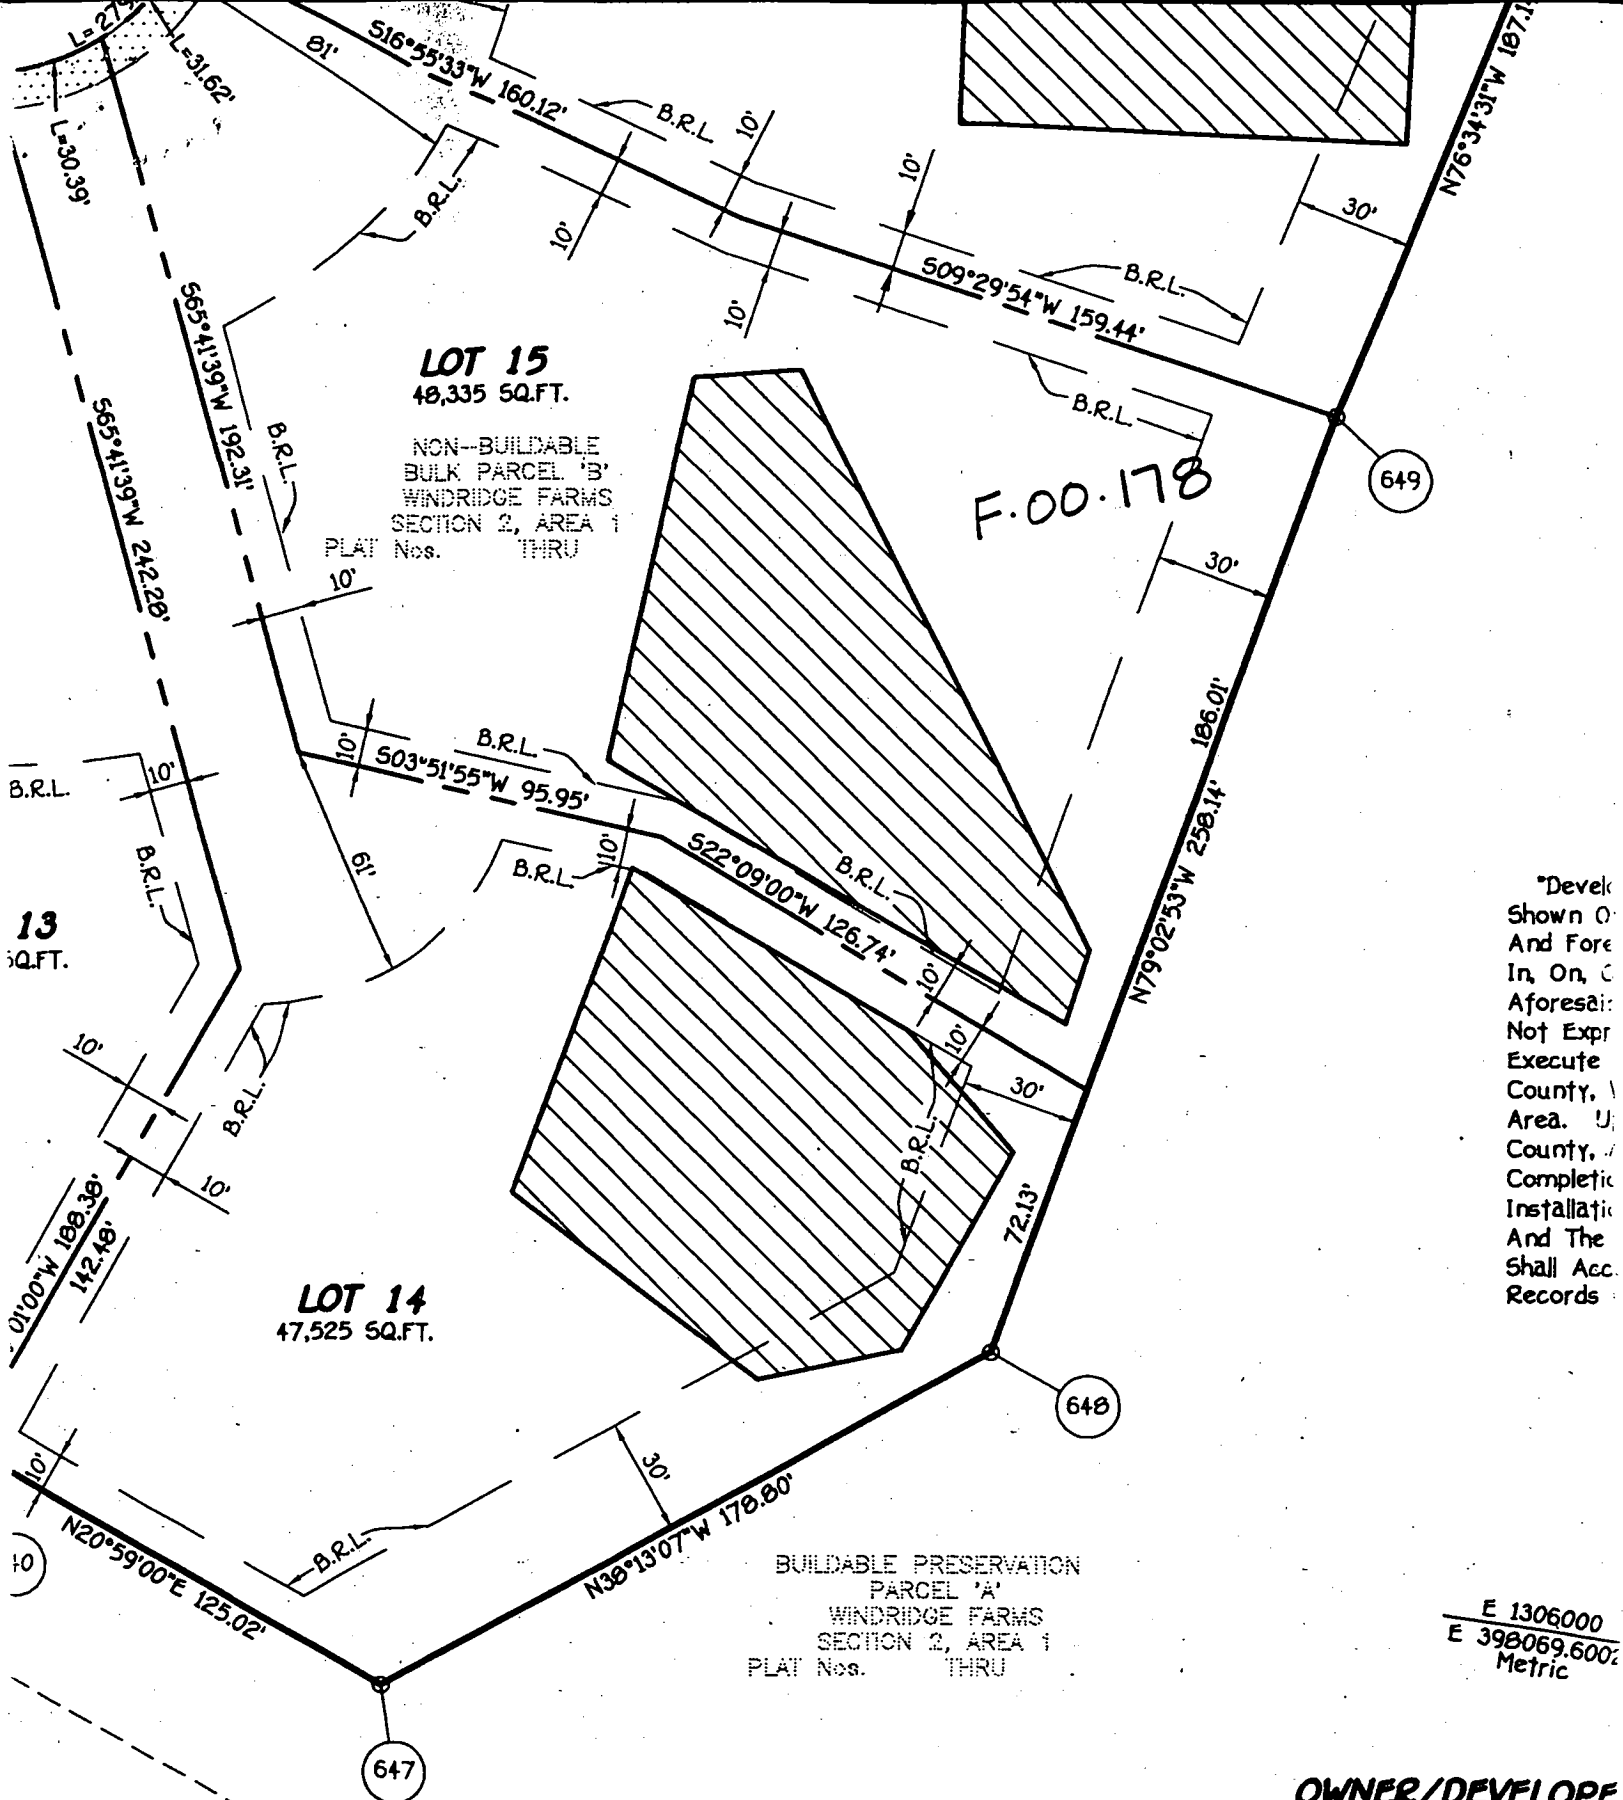 L=279
L=31.62'
L=30.39'
81'
S16°55'33"W 160.12'
B.R.L.
10'
10'
10'
10'
B.R.L.
S09°29'54"W 159.44'
B.R.L.
B.R.L.
30'
N76°34'31"W 187.1
649
LOT 15
48,335 SQ.FT.
NON--BUILDABLE
BULK PARCEL 'B'
WINDRIDGE FARMS
SECTION 2, AREA 1
PLAT Nos. THRU
F.00.178
30'
S65°41'39"W 192.31'
S65°41'39"W 242.28'
B.R.L.
10'
10'
S03°51'55"W 95.95'
B.R.L.
10'
S22°09'00"W 126.74'
B.R.L.
B.R.L.
61'
10'
10'
30'
186.01'
N79°02'53"W 258.14'
72.13'
B.R.L.
B.R.L.
10'
B.R.L.
13
SQ.FT.
10'
10'
B.R.L.
01'00"W 188.38'
142.48'
LOT 14
47,525 SQ.FT.
648
30'
N38°13'07"W 178.80'
10'
B.R.L.
N20°59'00"E 125.02'
40
647
BUILDABLE PRESERVATION
PARCEL 'A'
WINDRIDGE FARMS
SECTION 2, AREA 1
PLAT Nos. THRU
"Devel
Shown O
And Fore
In, On,
Aforesai
Not Expr
Execute
County,
Area. U
County,
Completi
Installati
And The
Shall Acc
Records
E 1306000
E 398069.6002
Metric
OWNER/DEVELOPE